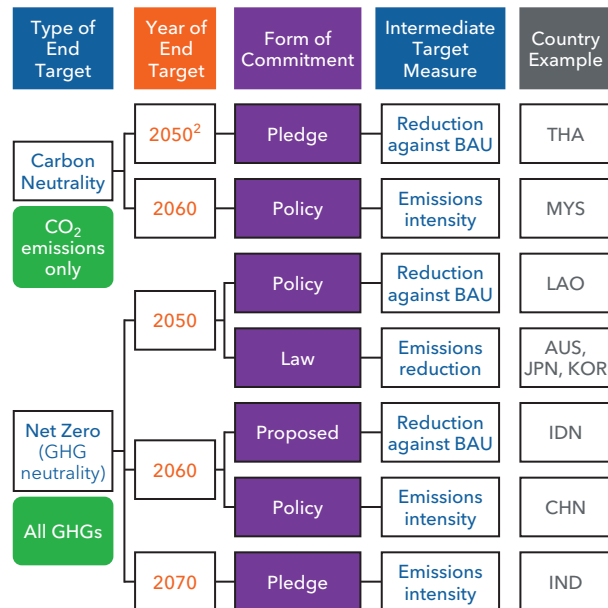 Type of
End
Target
Year of
End
Target
Form of
Commitment
Intermediate
Target
Measure
Country
Example
Carbon
Neutrality
CO₂
emissions
only
2050²
Pledge
Reduction
against BAU
THA
2060
Policy
Emissions
intensity
MYS
Net Zero
(GHG
neutrality)
All GHGs
2050
Policy
Reduction
against BAU
LAO
Law
Emissions
reduction
AUS,
JPN, KOR
2060
Proposed
Reduction
against BAU
IDN
Policy
Emissions
intensity
CHN
2070
Pledge
Emissions
intensity
IND